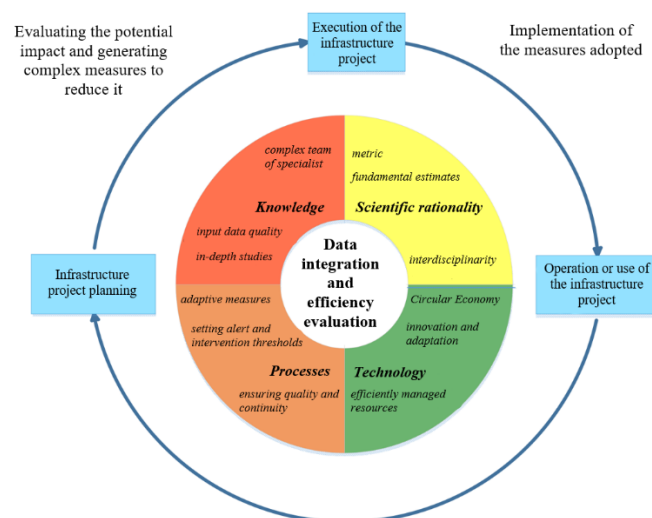 Evaluating the potential
impact and generating
complex measures to
reduce it
Execution of the
infrastructure
project
Implementation of
the measures adopted
complex team
of specialist
Knowledge
input data quality
in-depth studies
metric
fundamental estimates
Scientific rationality
interdisciplinarity
Data
integration
and
efficiency
evaluation
Infrastructure
project planning
Operation or use of
the infrastructure
project
adaptive measures
setting alert and
intervention thresholds
Processes
ensuring quality and
continuity
Circular Economy
innovation and
adaptation
Technology
efficiently managed
resources